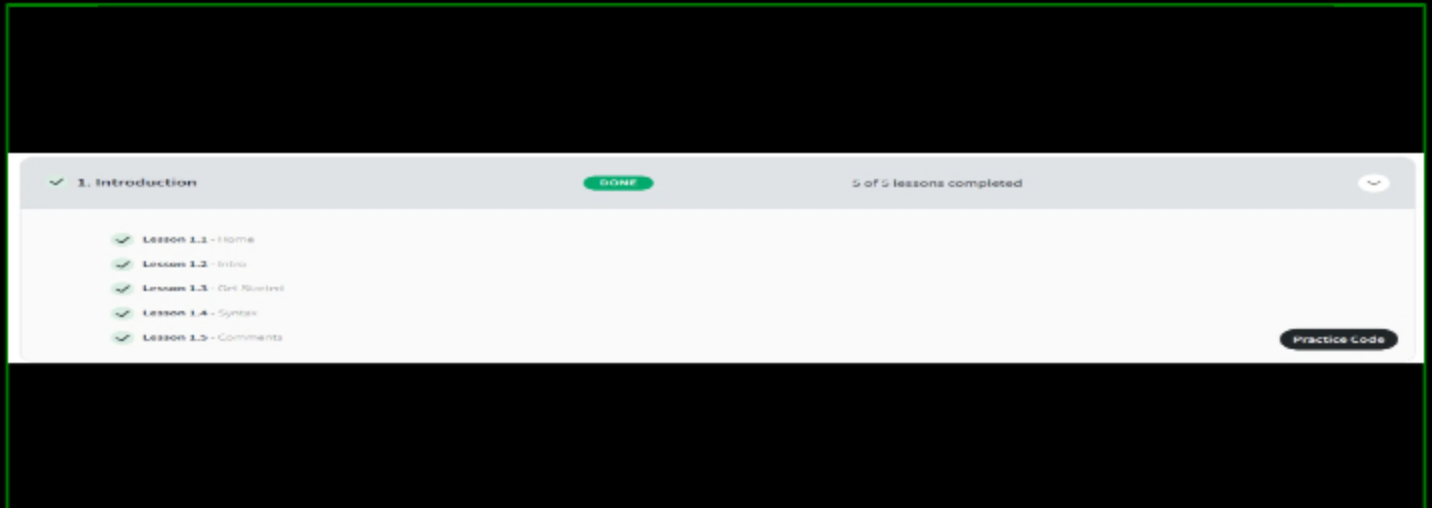 1. Introduction DONE 5 of 5 lessons completed
Lesson 1.1 - Home
Lesson 1.2 - Intro
Lesson 1.3 - Get Started
Lesson 1.4 - Syntax
Lesson 1.5 - Comments
Practice Code